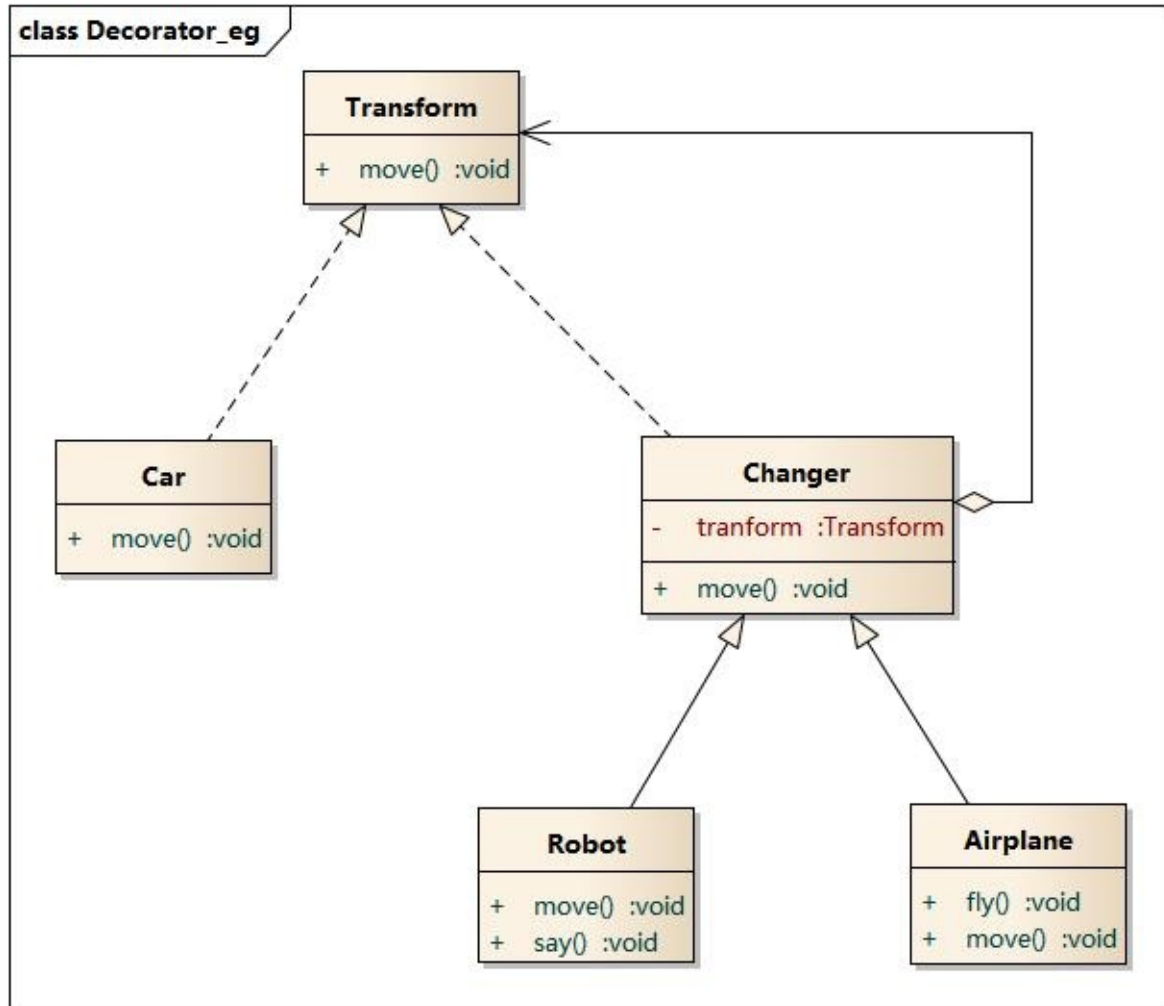 class Decorator_eg
Transform
+ move() :void
Car
+ move() :void
Changer
- tranform :Transform
+ move() :void
Robot
+ move() :void
+ say() :void
Airplane
+ fly() :void
+ move() :void